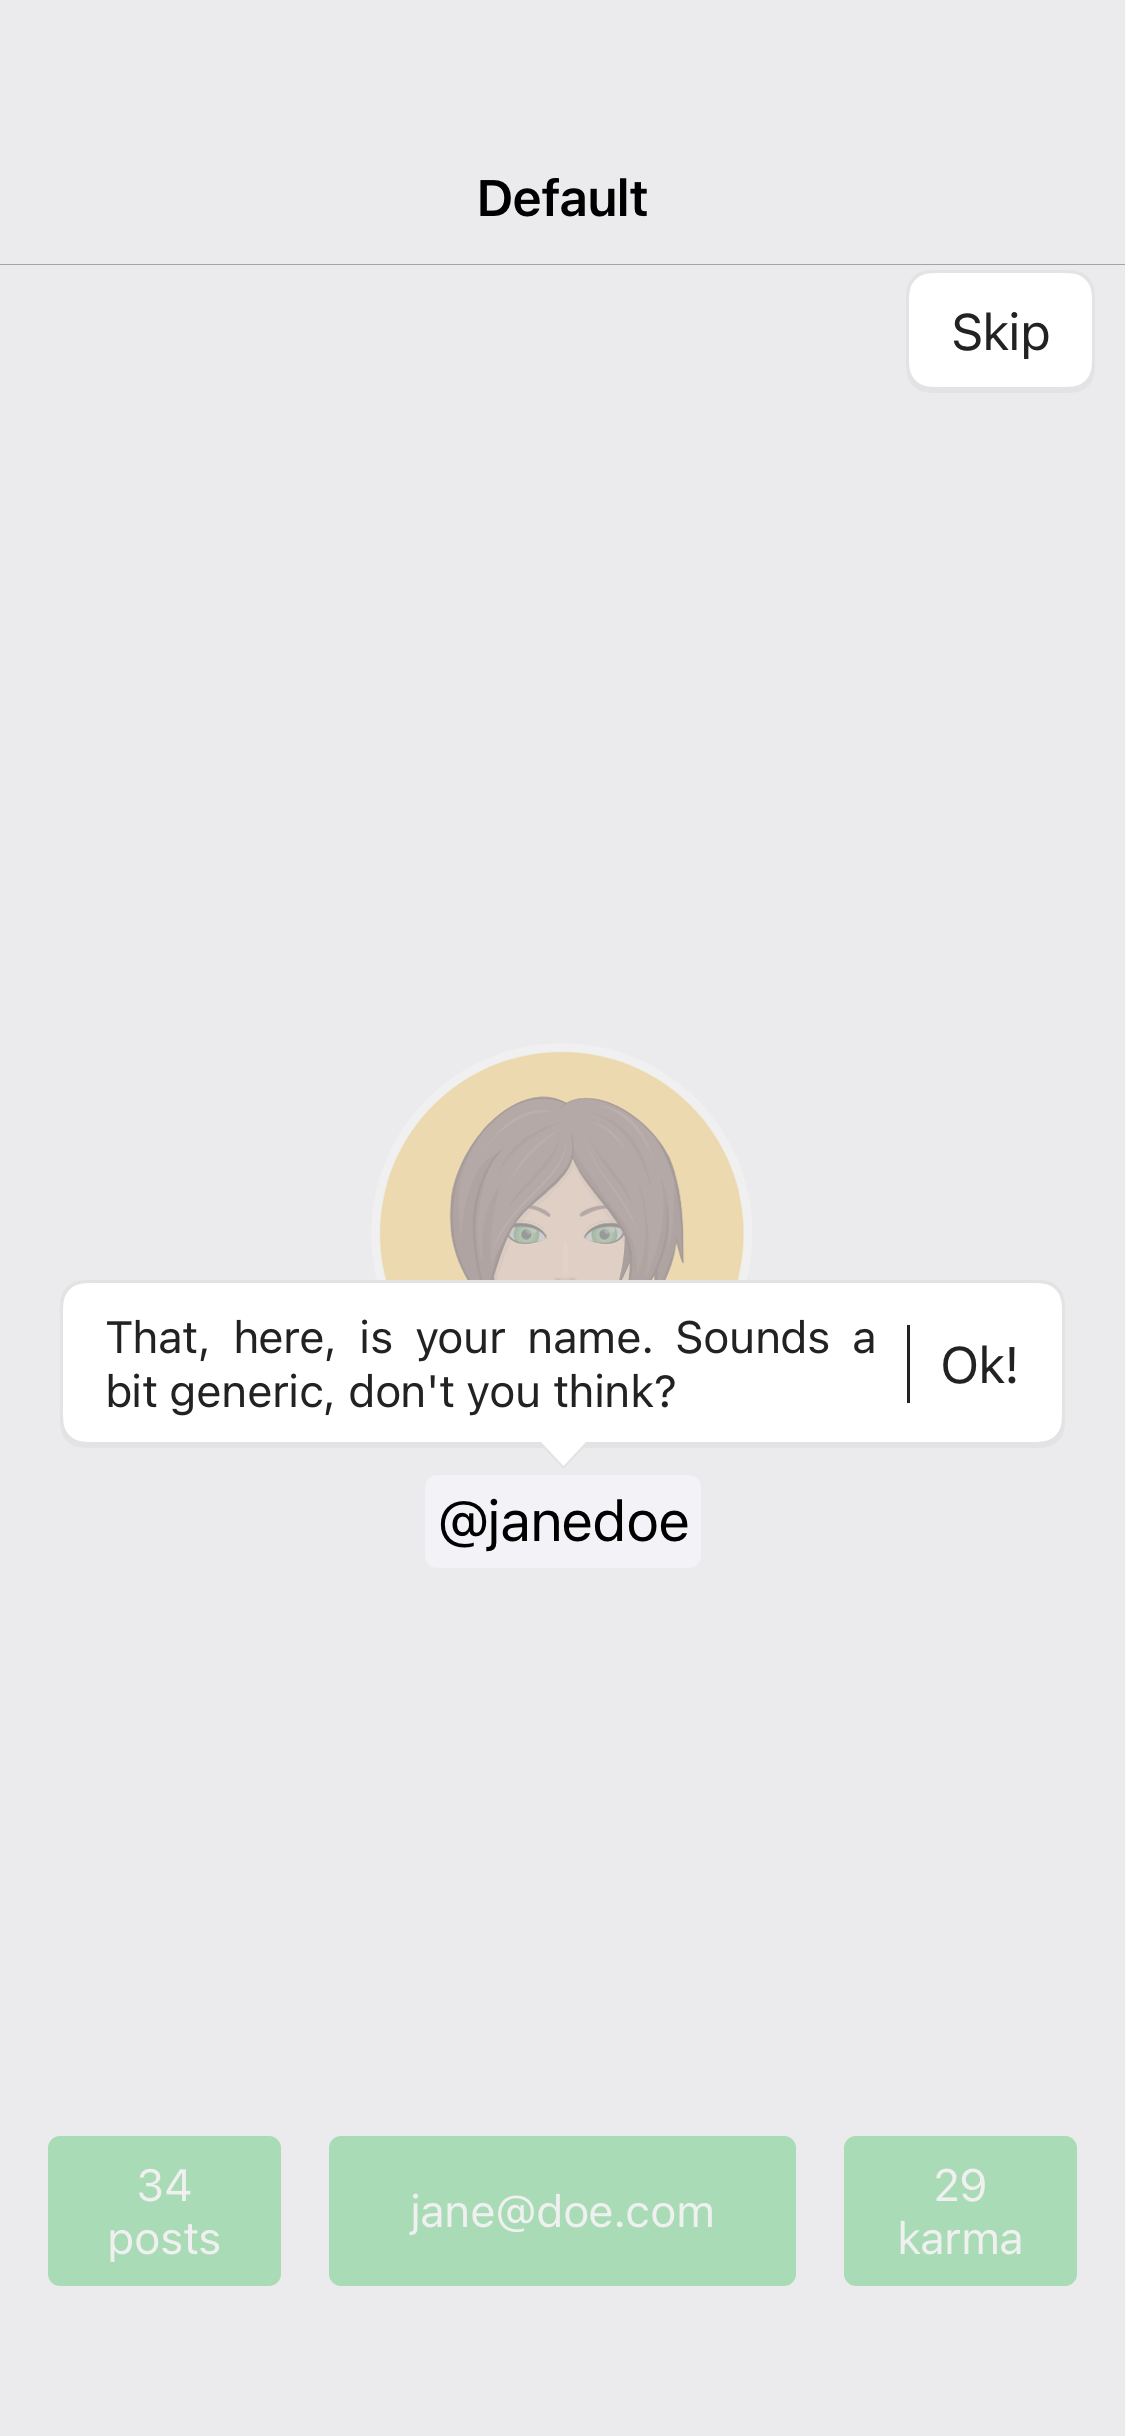 Default
Skip
That, here, is your name. Sounds a
bit generic, don't you think?
Ok!
@janedoe
34
posts
jane@doe.com
29
karma